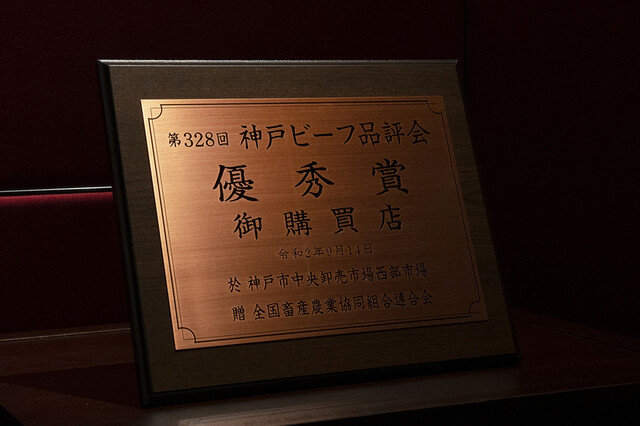 第328回 神戸ビーフ品評会
優秀賞
御購買店
令和2年9月14日
於 神戸市中央卸売市場西部市場
贈 全国畜産農業協同組合連合会